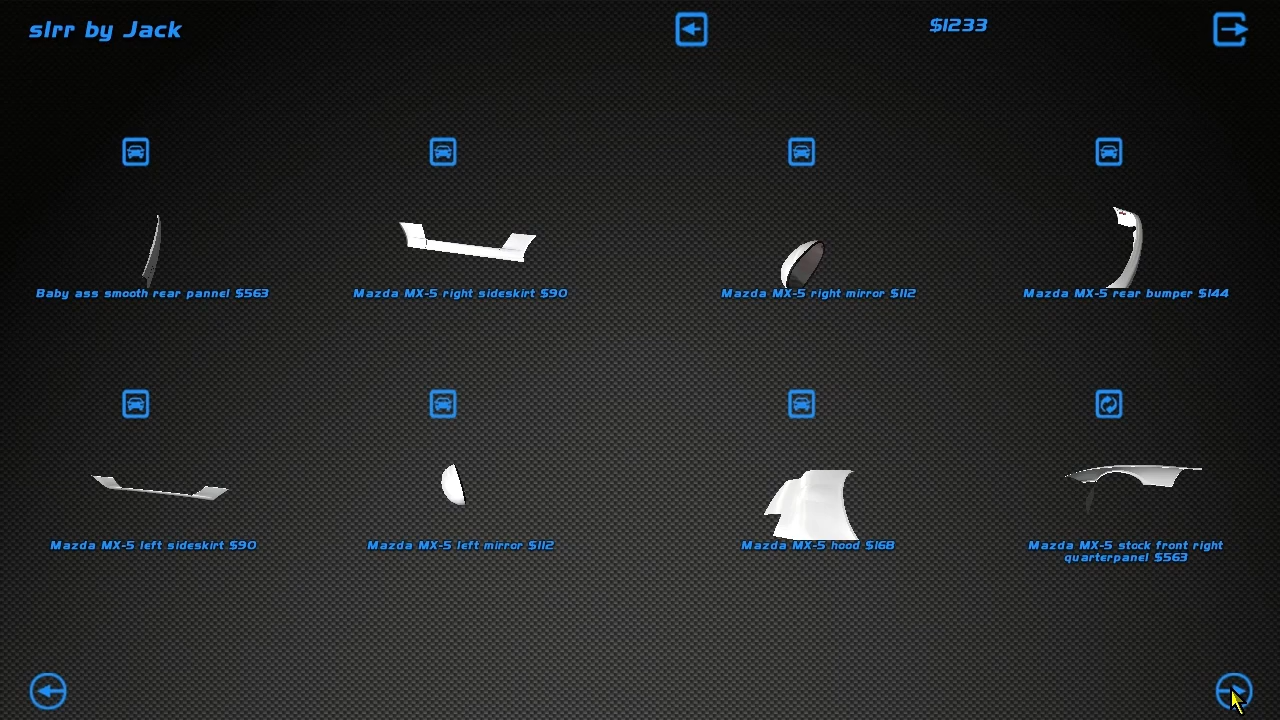 slrr by Jack
$1233
Baby ass smooth rear pannel $563
Mazda MX-5 right sideskirt $90
Mazda MX-5 right mirror $112
Mazda MX-5 rear bumper $144
Mazda MX-5 left sideskirt $90
Mazda MX-5 left mirror $112
Mazda MX-5 hood $168
Mazda MX-5 stock front right
quarterpanel $563